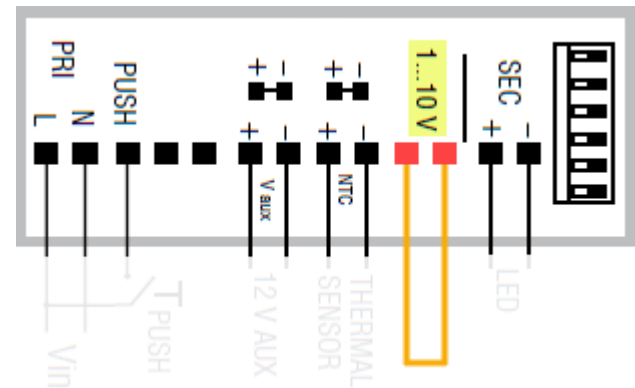 PRI
L
N
PUSH
+ -
+ -
V aux
+ -
+ -
NTC
1...10 V
SEC
+ -
Vin
PUSH
12 V AUX
THERMAL
SENSOR
LED